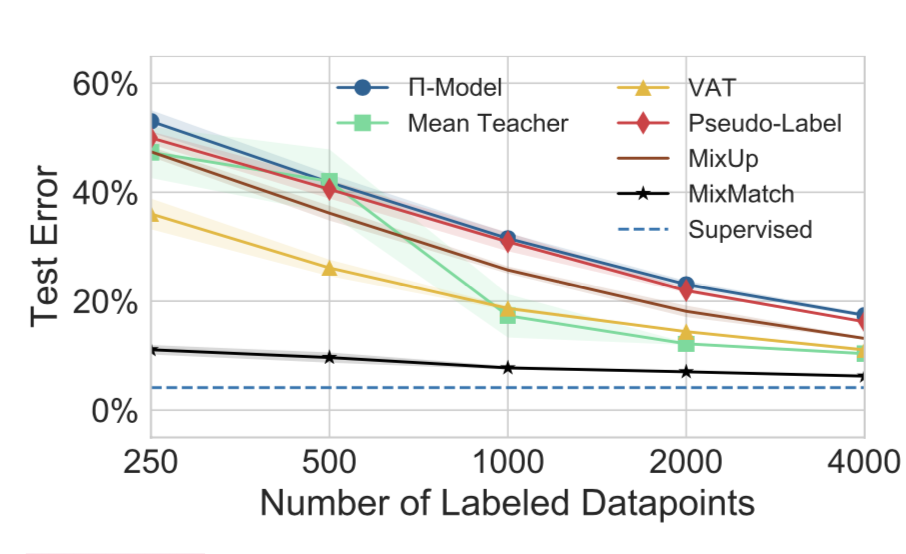 60%
40%
20%
0%
Test Error
Π-Model
Mean Teacher
VAT
Pseudo-Label
MixUp
MixMatch
Supervised
250 500 1000 2000 4000
Number of Labeled Datapoints